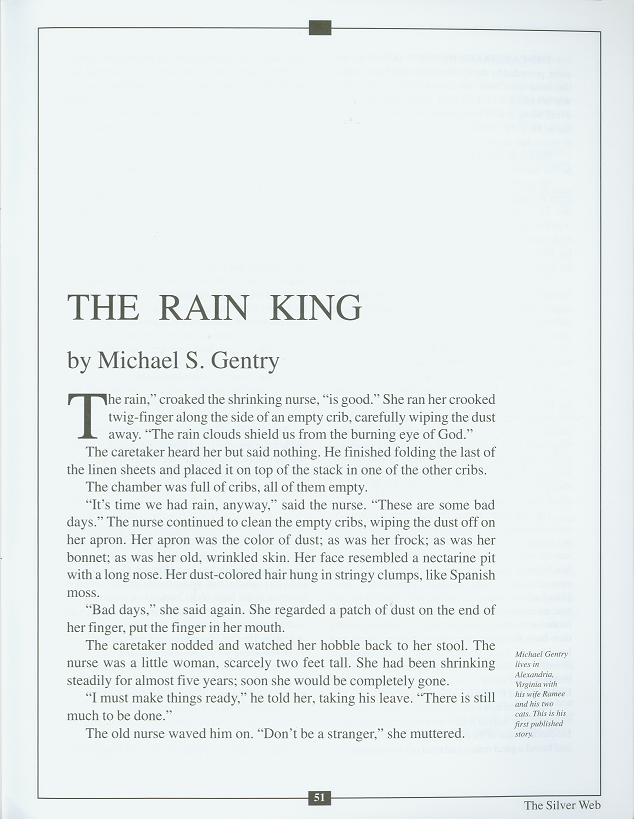 THE RAIN KING
by Michael S. Gentry
The rain,” croaked the shrinking nurse, “is good.” She ran her crooked
twig-finger along the side of an empty crib, carefully wiping the dust
away. “The rain clouds shield us from the burning eye of God.”
The caretaker heard her but said nothing. He finished folding the last of
the linen sheets and placed it on top of the stack in one of the other cribs.
The chamber was full of cribs, all of them empty.
“It’s time we had rain, anyway,” said the nurse. “These are some bad
days.” The nurse continued to clean the empty cribs, wiping the dust off on
her apron. Her apron was the color of dust; as was her frock; as was her
bonnet; as was her old, wrinkled skin. Her face resembled a nectarine pit
with a long nose. Her dust-colored hair hung in stringy clumps, like Spanish
moss.
“Bad days,” she said again. She regarded a patch of dust on the end of
her finger, put the finger in her mouth.
The caretaker nodded and watched her hobble back to her stool. The
nurse was a little woman, scarcely two feet tall. She had been shrinking
steadily for almost five years; soon she would be completely gone.
“I must make things ready,” he told her, taking his leave. “There is still
much to be done.”
The old nurse waved him on. “Don’t be a stranger,” she muttered.
Michael Gentry
lives in
Alexandria,
Virginia with
his wife Ramee
and his two
cats. This is his
first published
story.
51
The Silver Web